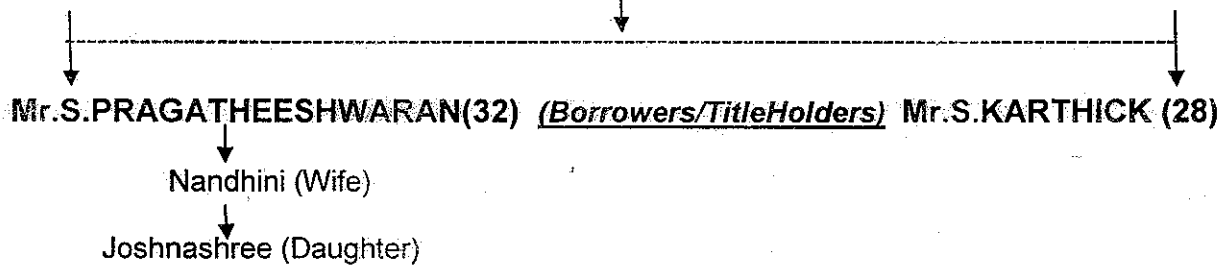 Mr.S.PRAGATHEESHWARAN(32) (Borrowers/TitleHolders) Mr.S.KARTHICK (28)
Nandhini (Wife)
Joshnashree (Daughter)